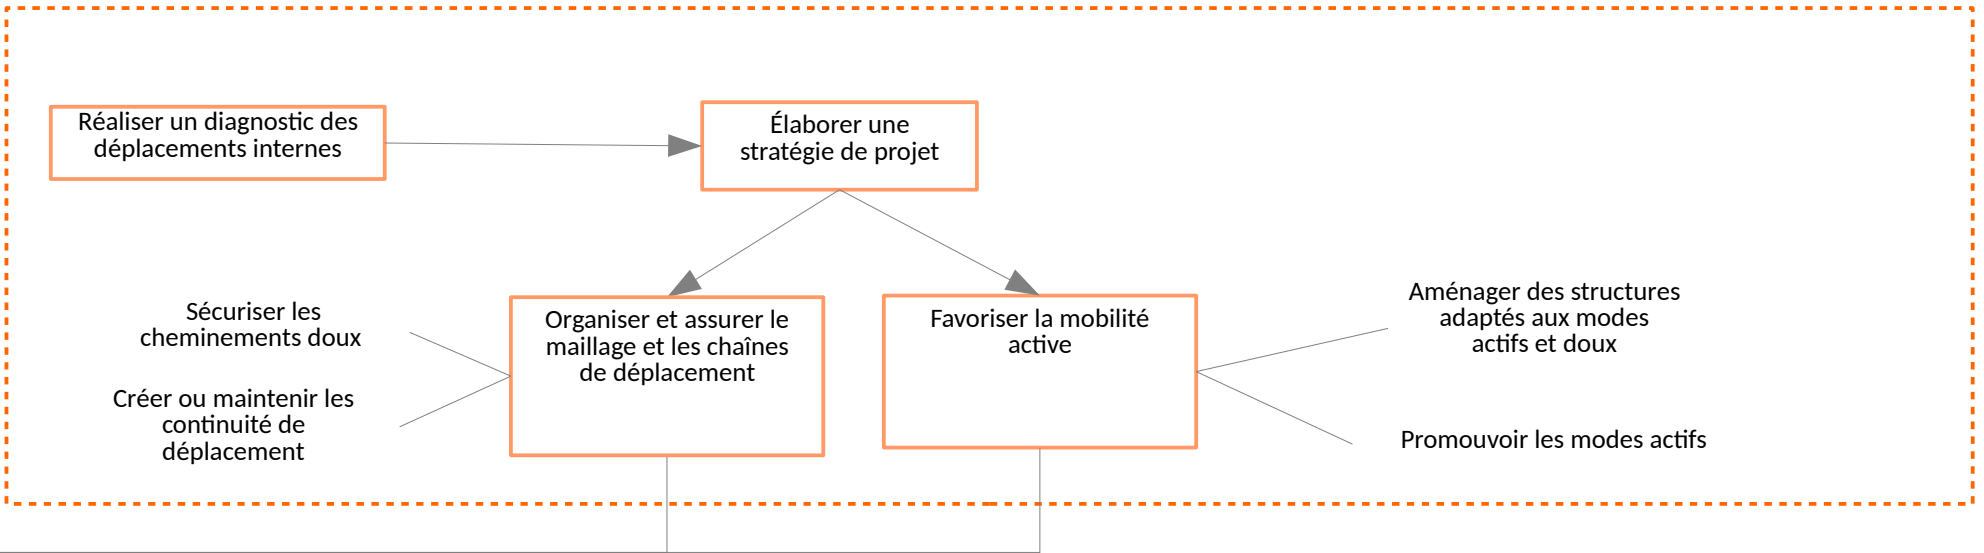 Réaliser un diagnostic des
déplacements internes
Élaborer une
stratégie de projet
Sécuriser les
cheminements doux
Créer ou maintenir les
continuité de
déplacement
Organiser et assurer le
maillage et les chaînes
de déplacement
Favoriser la mobilité
active
Aménager des structures
adaptés aux modes
actifs et doux
Promouvoir les modes actifs